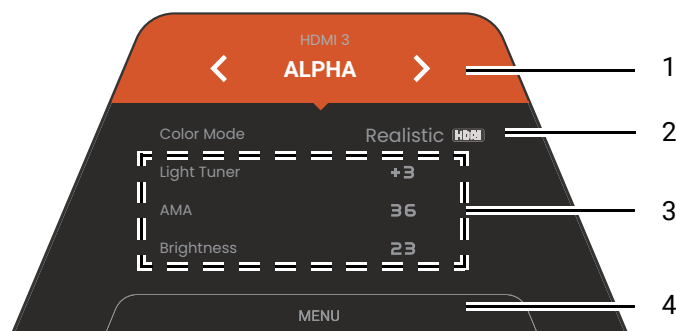 HDMI 3
ALPHA
1
Color Mode Realistic HDRi
2
Light Tuner +3
AMA 36
3
Brightness 23
MENU
4